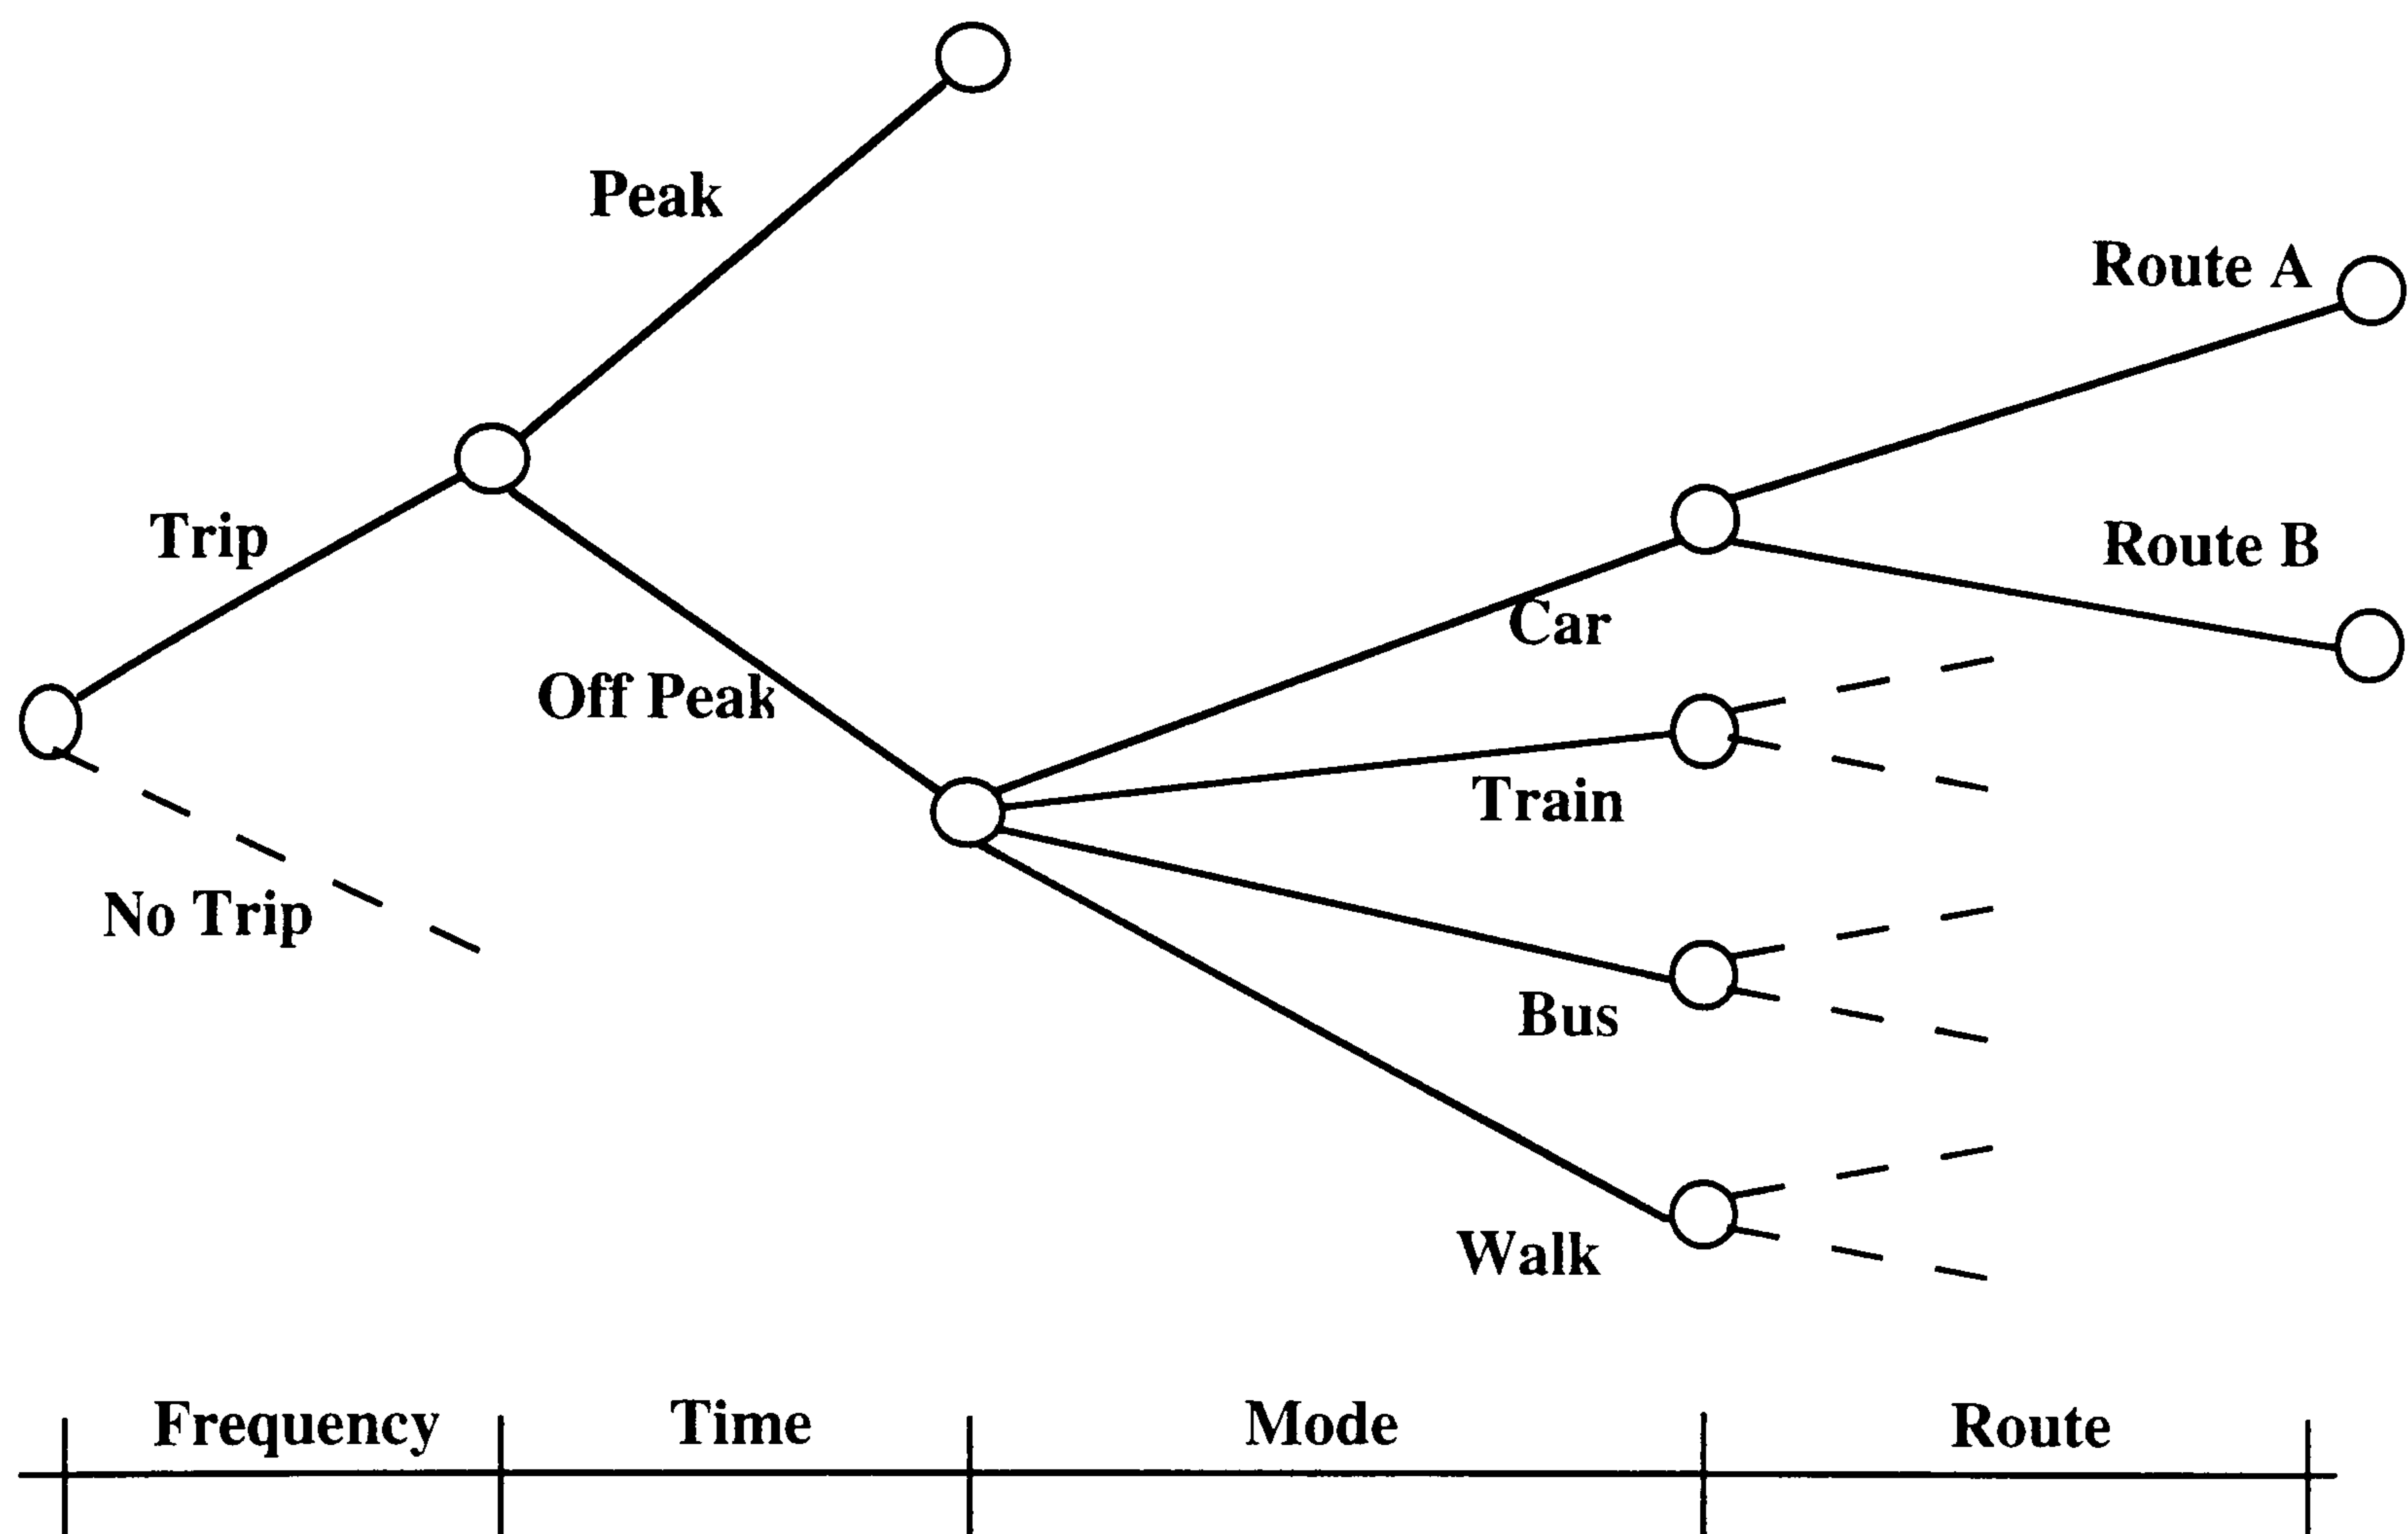 Peak
Route A
Trip
Route B
Car
Off Peak
Train
No Trip
Bus
Walk
Frequency
Time
Mode
Route